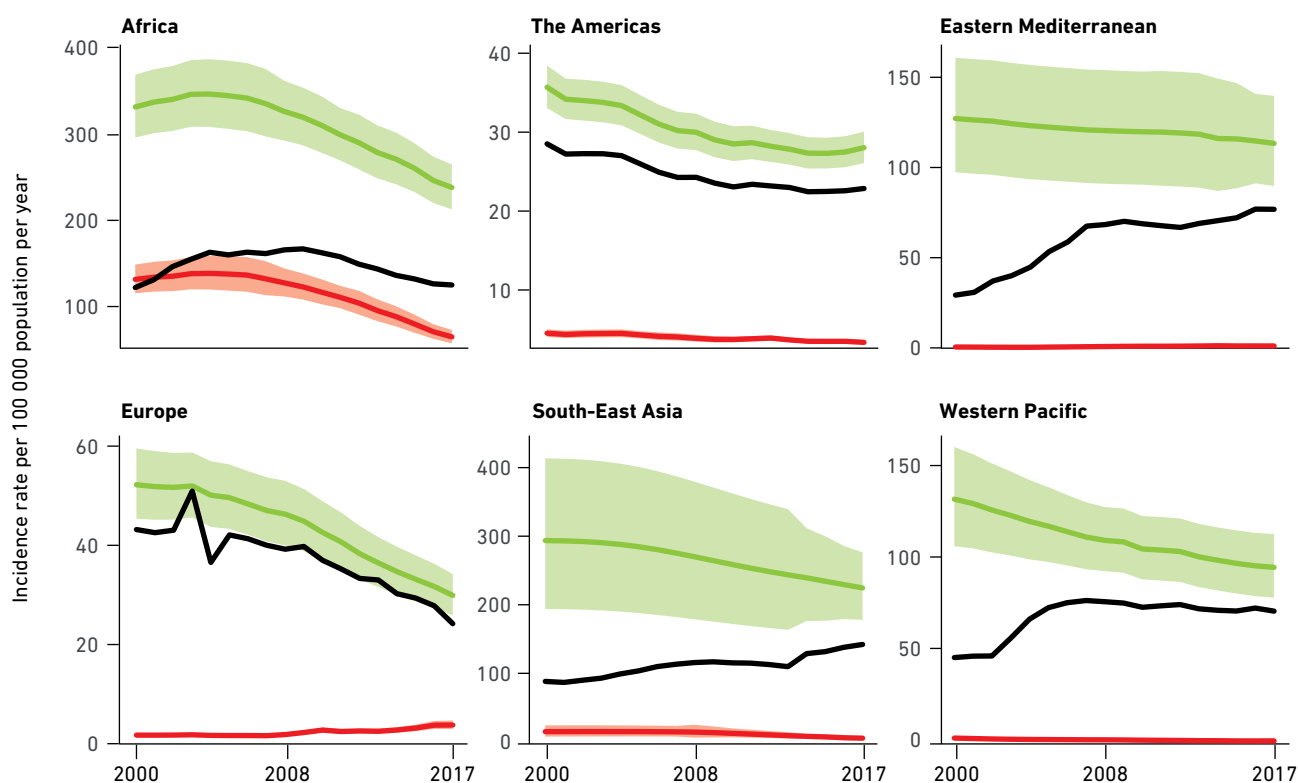 Incidence rate per 100 000 population per year
Africa
400
300
200
100
The Americas
40
30
20
10
Eastern Mediterranean
150
100
50
0
Europe
60
40
20
0
2000 2008 2017
South-East Asia
400
300
200
100
0
2000 2008 2017
Western Pacific
150
100
50
0
2000 2008 2017